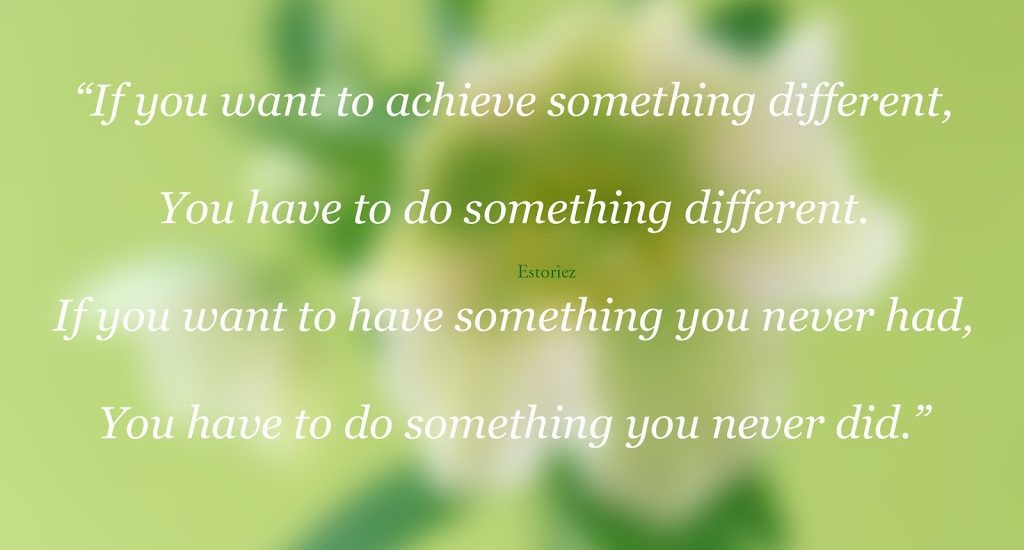 “If you want to achieve something different,
You have to do something different.
Estoriez
If you want to have something you never had,
You have to do something you never did.”